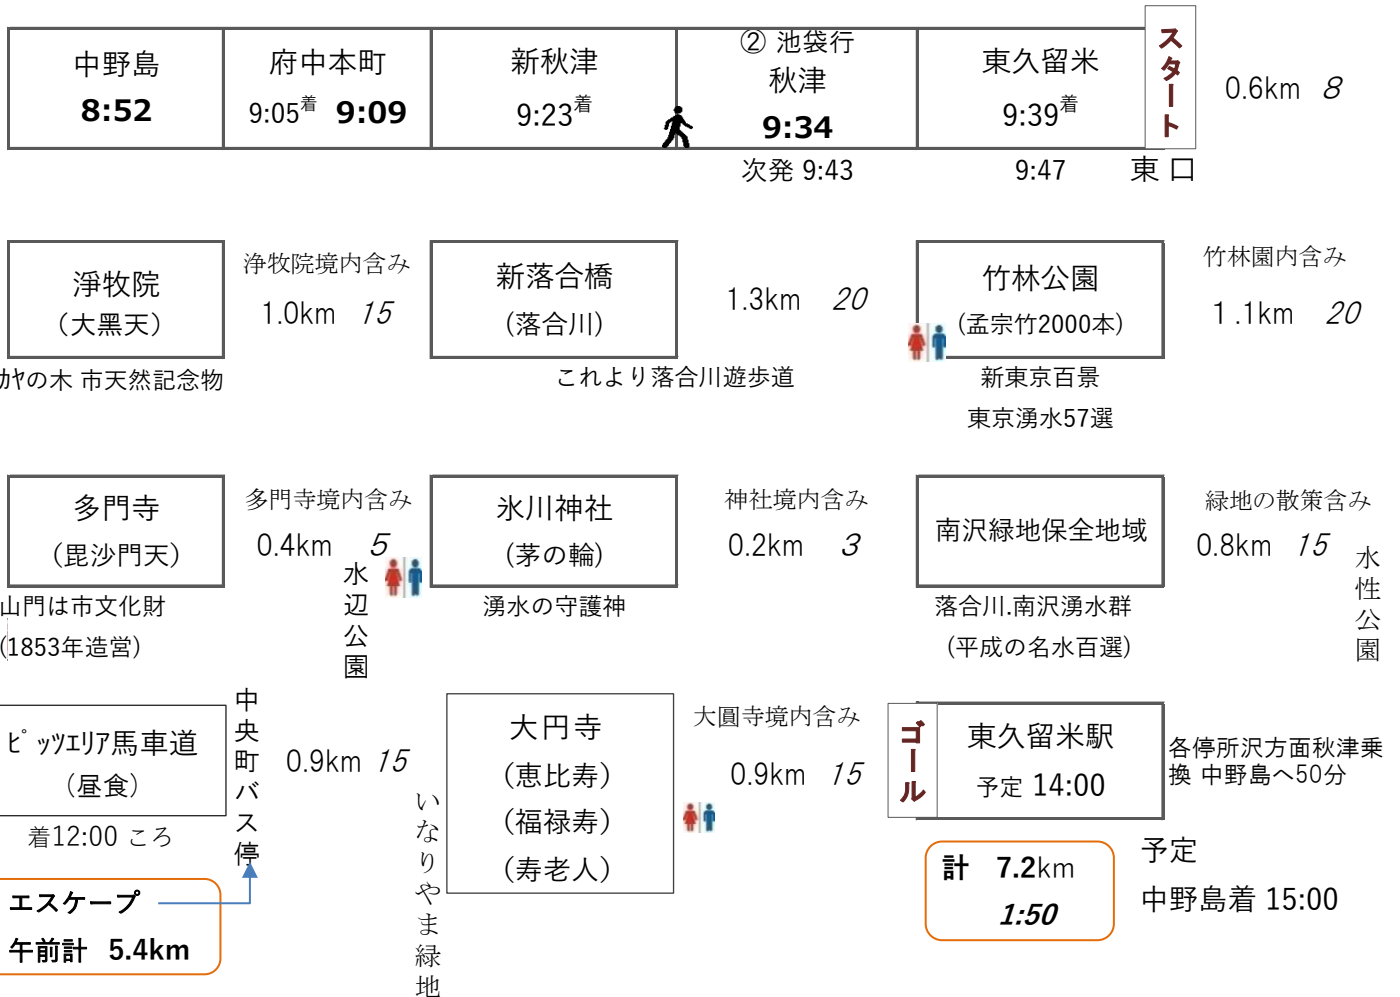 中野島
8:52
府中本町
9:05着 9:09
新秋津
9:23着
② 池袋行
秋津
9:34
次発 9:43
東久留米
9:39着
9:47
スタート
東 口
0.6km 8
淨牧院
（大黒天）
ｶﾔの木 市天然記念物
浄牧院境内含み
1.0km 15
新落合橋
（落合川）
1.3km 20
これより落合川遊歩道
竹林公園
（孟宗竹2000本）
新東京百景
東京湧水57選
竹林園内含み
1.1km 20
多門寺
（毘沙門天）
山門は市文化財
（1853年造営）
多門寺境内含み
0.4km 5
水辺公園
氷川神社
（茅の輪）
湧水の守護神
神社境内含み
0.2km 3
南沢緑地保全地域
落合川.南沢湧水群
（平成の名水百選）
緑地の散策含み
0.8km 15
水性公園
ﾋﾟｯﾂｴﾘｱ馬車道
（昼食）
着12:00 ころ
中央町バス停
エスケープ
午前計 5.4km
0.9km 15
いなりやま緑地
大円寺
（恵比寿）
（福禄寿）
（寿老人）
大圓寺境内含み
0.9km 15
ゴール
東久留米駅
予定 14:00
各停所沢方面秋津乗
換 中野島へ50分
計 7.2km
1:50
予定
中野島着 15:00